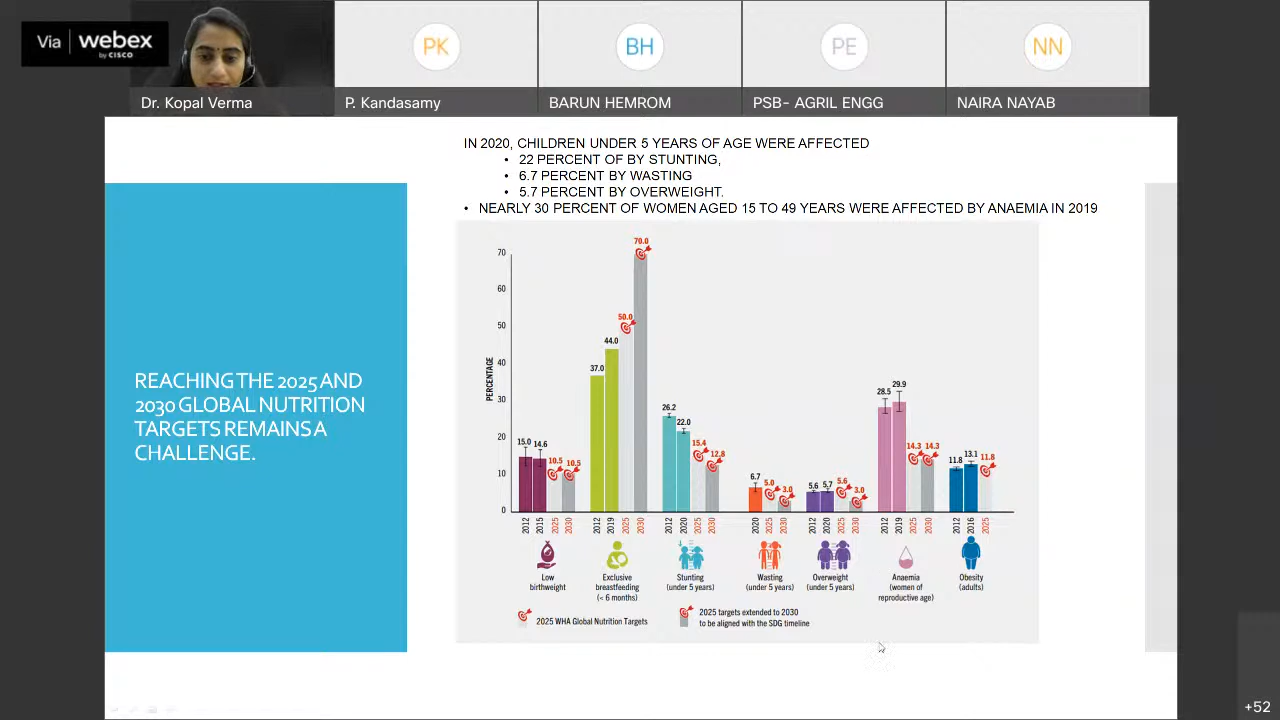 Via webex
by CISCO
PK
BH
PE
NN
Dr. Kopal Verma
P. Kandasamy
BARUN HEMROM
PSB- AGRIL ENGG
NAIRA NAYAB
IN 2020, CHILDREN UNDER 5 YEARS OF AGE WERE AFFECTED
• 22 PERCENT OF BY STUNTING,
• 6.7 PERCENT BY WASTING
• 5.7 PERCENT BY OVERWEIGHT.
• NEARLY 30 PERCENT OF WOMEN AGED 15 TO 49 YEARS WERE AFFECTED BY ANAEMIA IN 2019
REACHING THE 2025 AND
2030 GLOBAL NUTRITION
TARGETS REMAINS A
CHALLENGE.
PERCENTAGE
70
60
50
40
30
20
10
0
15.0 14.6 10.5 10.5
37.0 44.0 50.0 70.0
26.2 22.0 15.4 12.8
6.7 5.0 3.0
5.6 5.7 5.6 3.0
28.5 29.9 14.3 14.3
11.8 13.1 11.8
2012 2015 2025 2030
2012 2019 2025 2030
2012 2020 2025 2030
2020 2025 2030
2012 2020 2025 2030
2012 2019 2025 2030
2012 2016 2025
Low
birthweight
Exclusive
breastfeeding
(< 6 months)
Stunting
(under 5 years)
Wasting
(under 5 years)
Overweight
(under 5 years)
Anaemia
(women of
reproductive age)
Obesity
(adults)
2025 WHA Global Nutrition Targets
2025 targets extended to 2030
to be aligned with the SDG timeline
+52